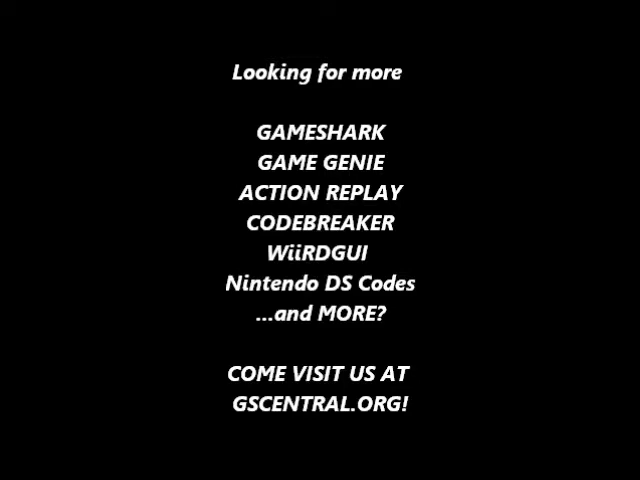 Looking for more
GAMESHARK
GAME GENIE
ACTION REPLAY
CODEBREAKER
WiiRDGUI
Nintendo DS Codes
...and MORE?
COME VISIT US AT
GSCENTRAL.ORG!